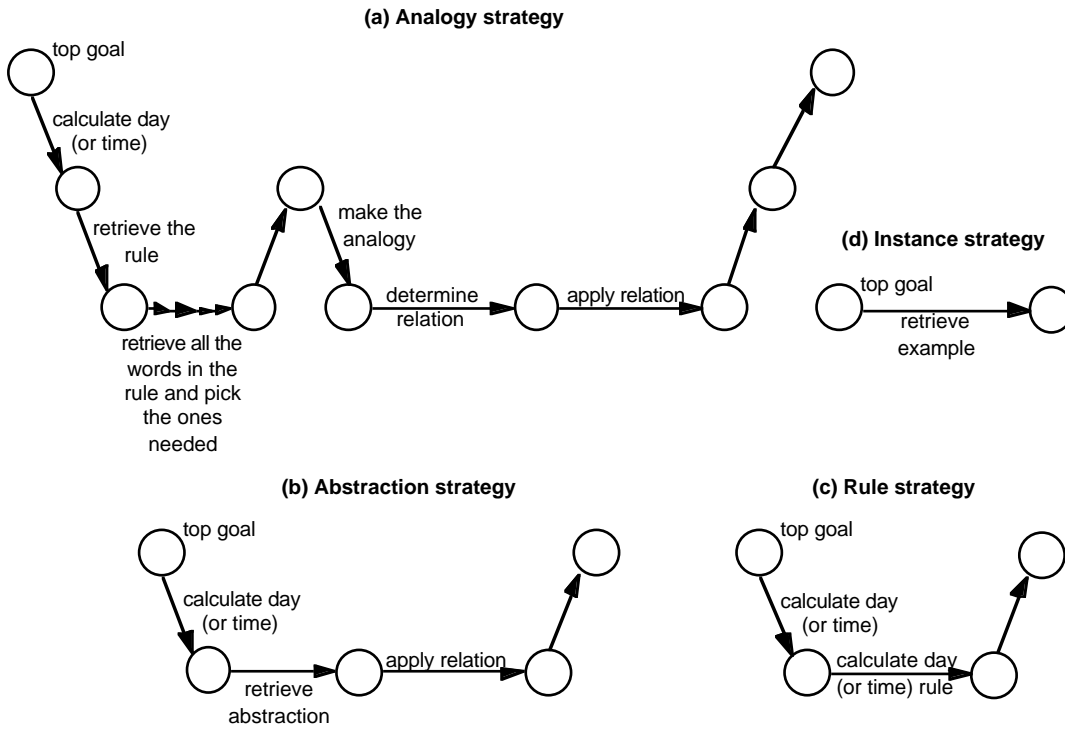 (a) Analogy strategy
top goal
calculate day
(or time)
retrieve the
rule
retrieve all the
words in the
rule and pick
the ones
needed
make the
analogy
determine
relation
apply relation
(d) Instance strategy
top goal
retrieve
example
(b) Abstraction strategy
top goal
calculate day
(or time)
retrieve
abstraction
apply relation
(c) Rule strategy
top goal
calculate day
(or time)
calculate day
(or time) rule